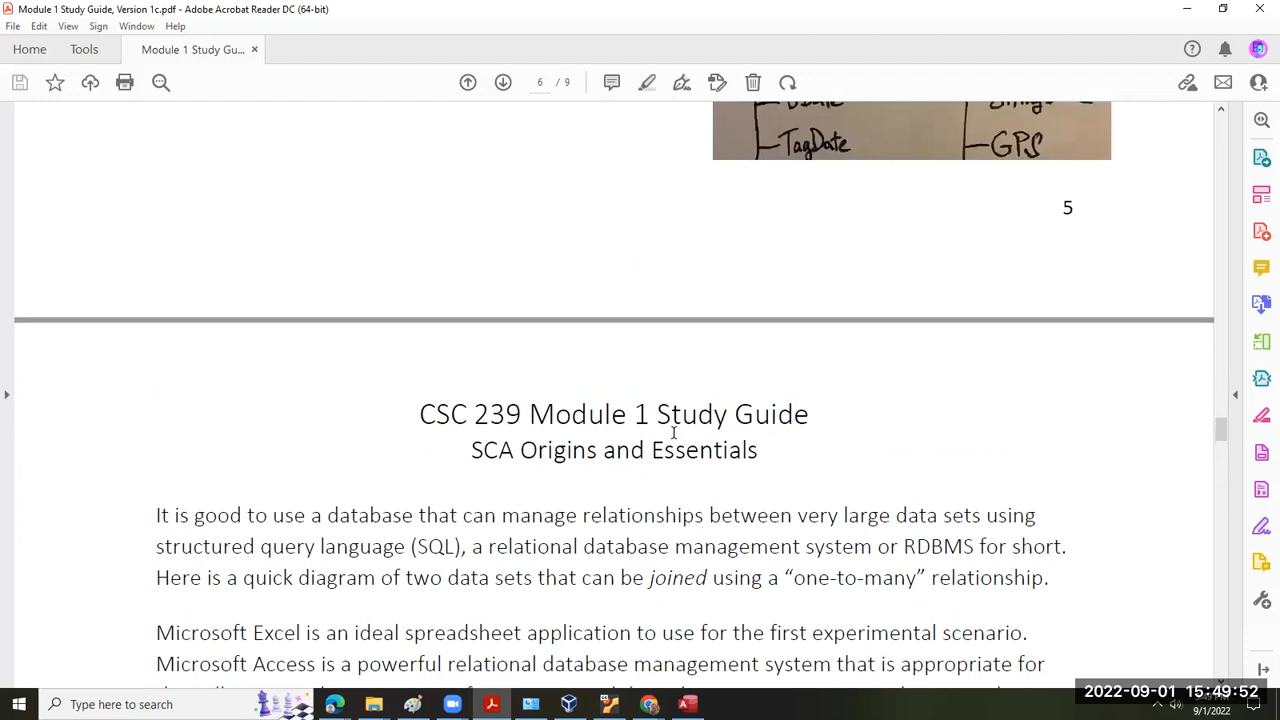 Module 1 Study Guide, Version 1c.pdf - Adobe Acrobat Reader DC (64-bit)
File Edit View Sign Window Help
Home Tools Module 1 Study Gu... ×
6 / 9
TagDate GPS
5
CSC 239 Module 1 Study Guide
SCA Origins and Essentials
It is good to use a database that can manage relationships between very large data sets using
structured query language (SQL), a relational database management system or RDBMS for short.
Here is a quick diagram of two data sets that can be joined using a “one-to-many” relationship.
Microsoft Excel is an ideal spreadsheet application to use for the first experimental scenario.
Microsoft Access is a powerful relational database management system that is appropriate for
Type here to search
2022-09-01 15:49:52
9/1/2022